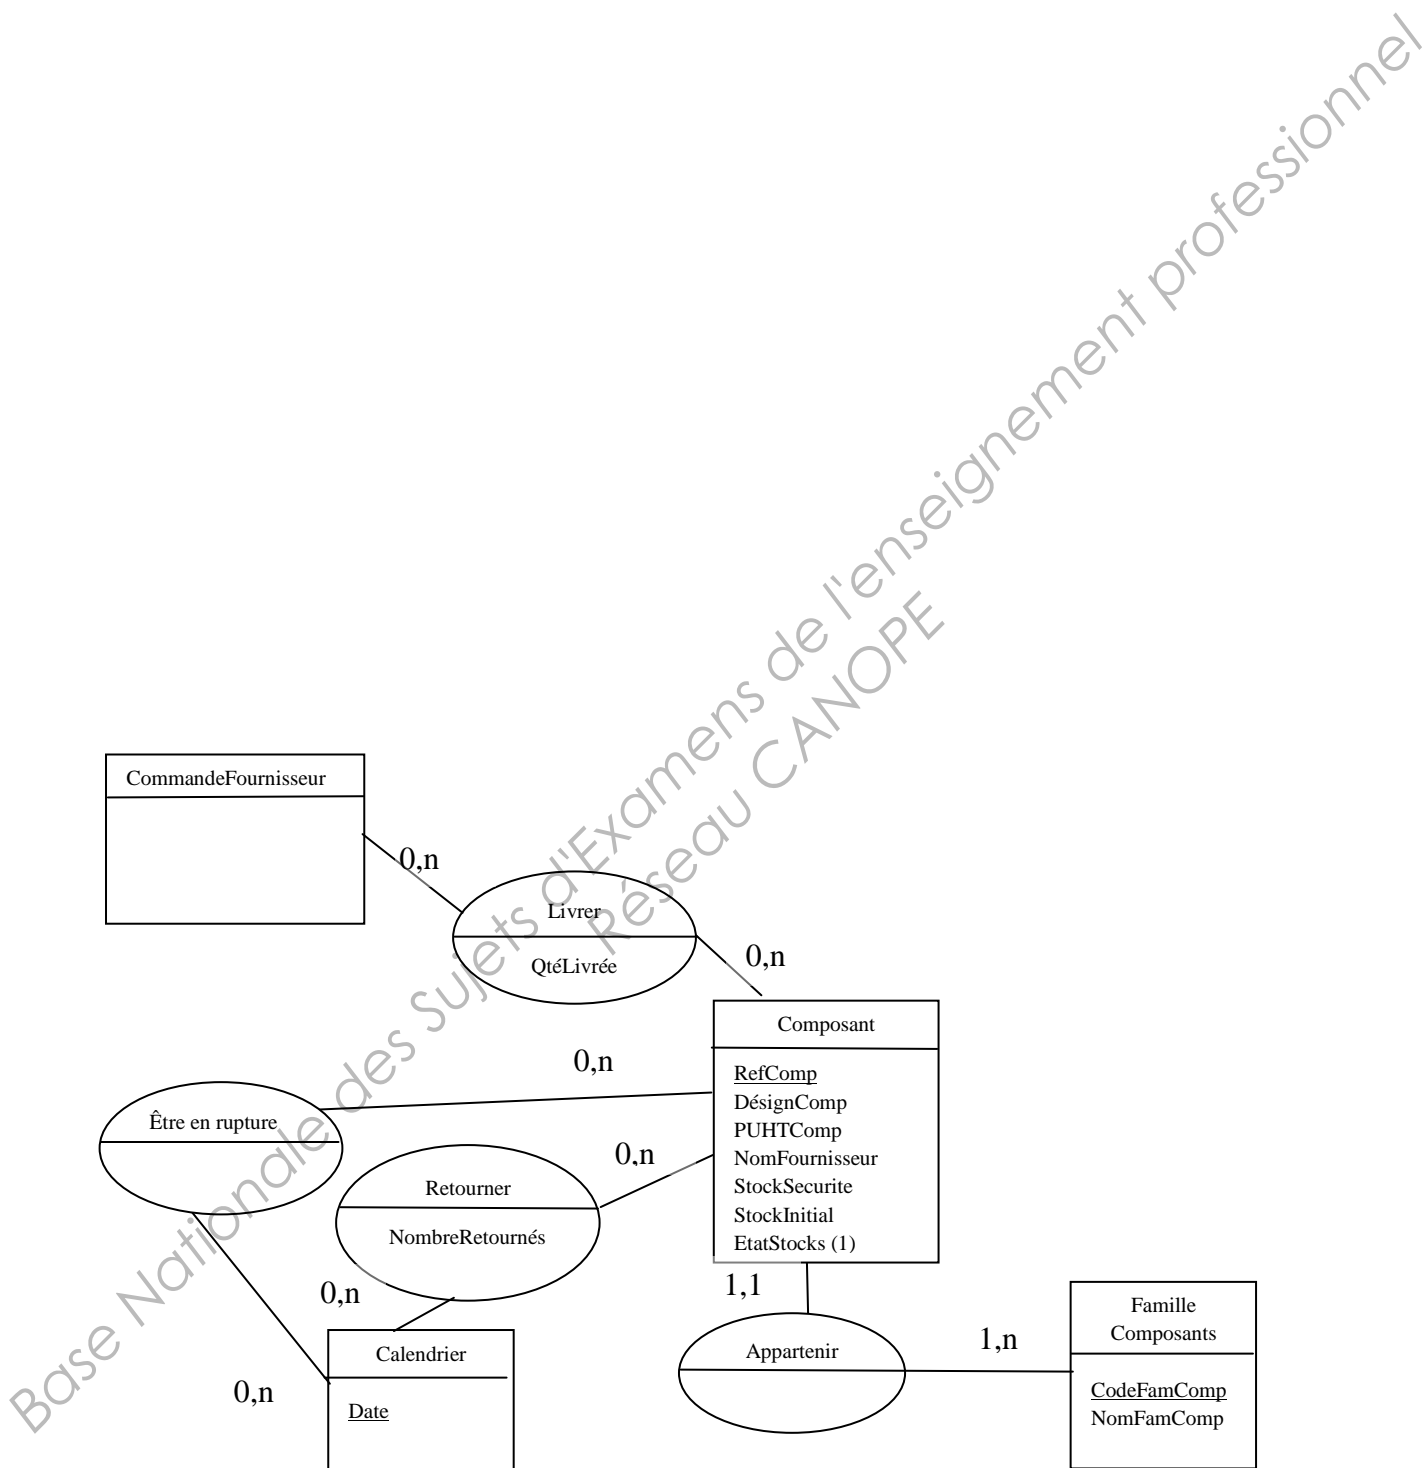 Base Nationale des Sujets d'Examens de l'enseignement professionnel
Réseau CANOPE
CommandeFournisseur
0,n
Livrer
QtéLivrée
0,n
Composant
RefComp
DésignComp
PUHTComp
NomFournisseur
StockSecurite
StockInitial
EtatStocks (1)
0,n
Être en rupture
0,n
Retourner
NombreRetournés
0,n
1,1
Famille
Composants
CodeFamComp
NomFamComp
1,n
Appartenir
Calendrier
Date
0,n